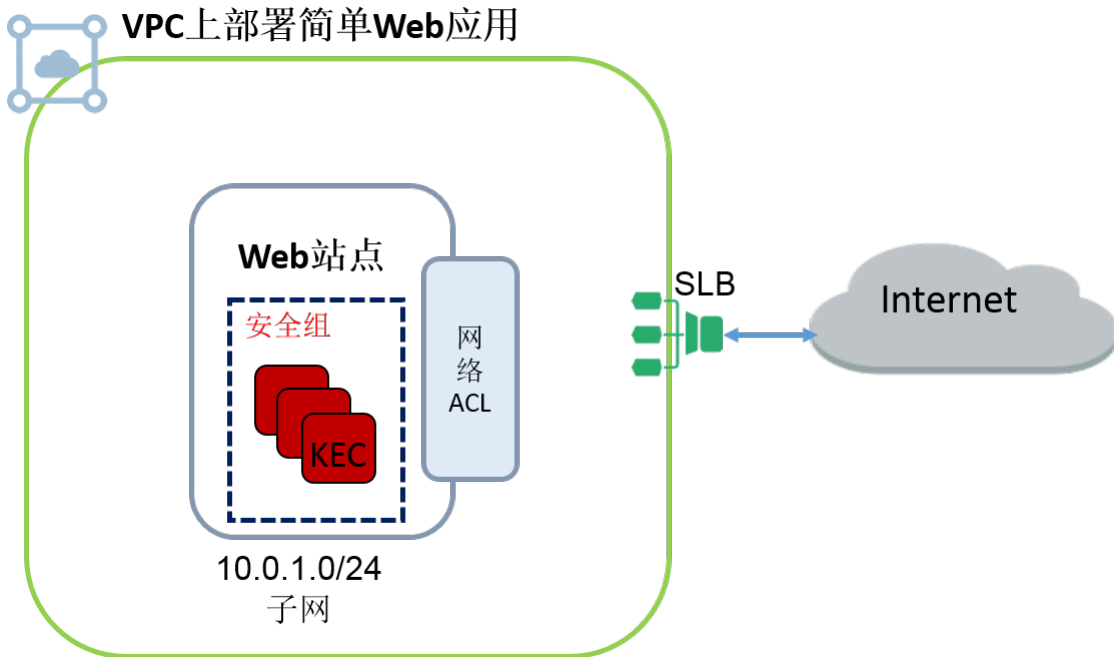 VPC上部署简单Web应用
Web站点
安全组
KEC
网
络
ACL
10.0.1.0/24
子网
SLB
Internet